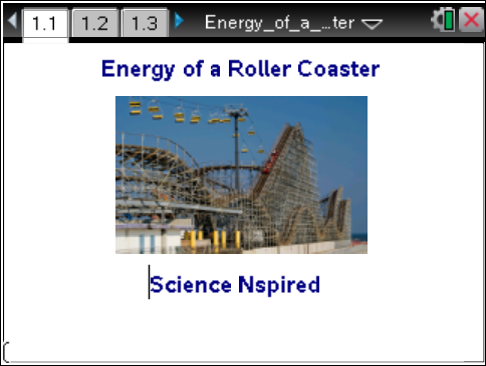 1.1 1.2 1.3 Energy_of_a_...ter
Energy of a Roller Coaster
Science Nspired